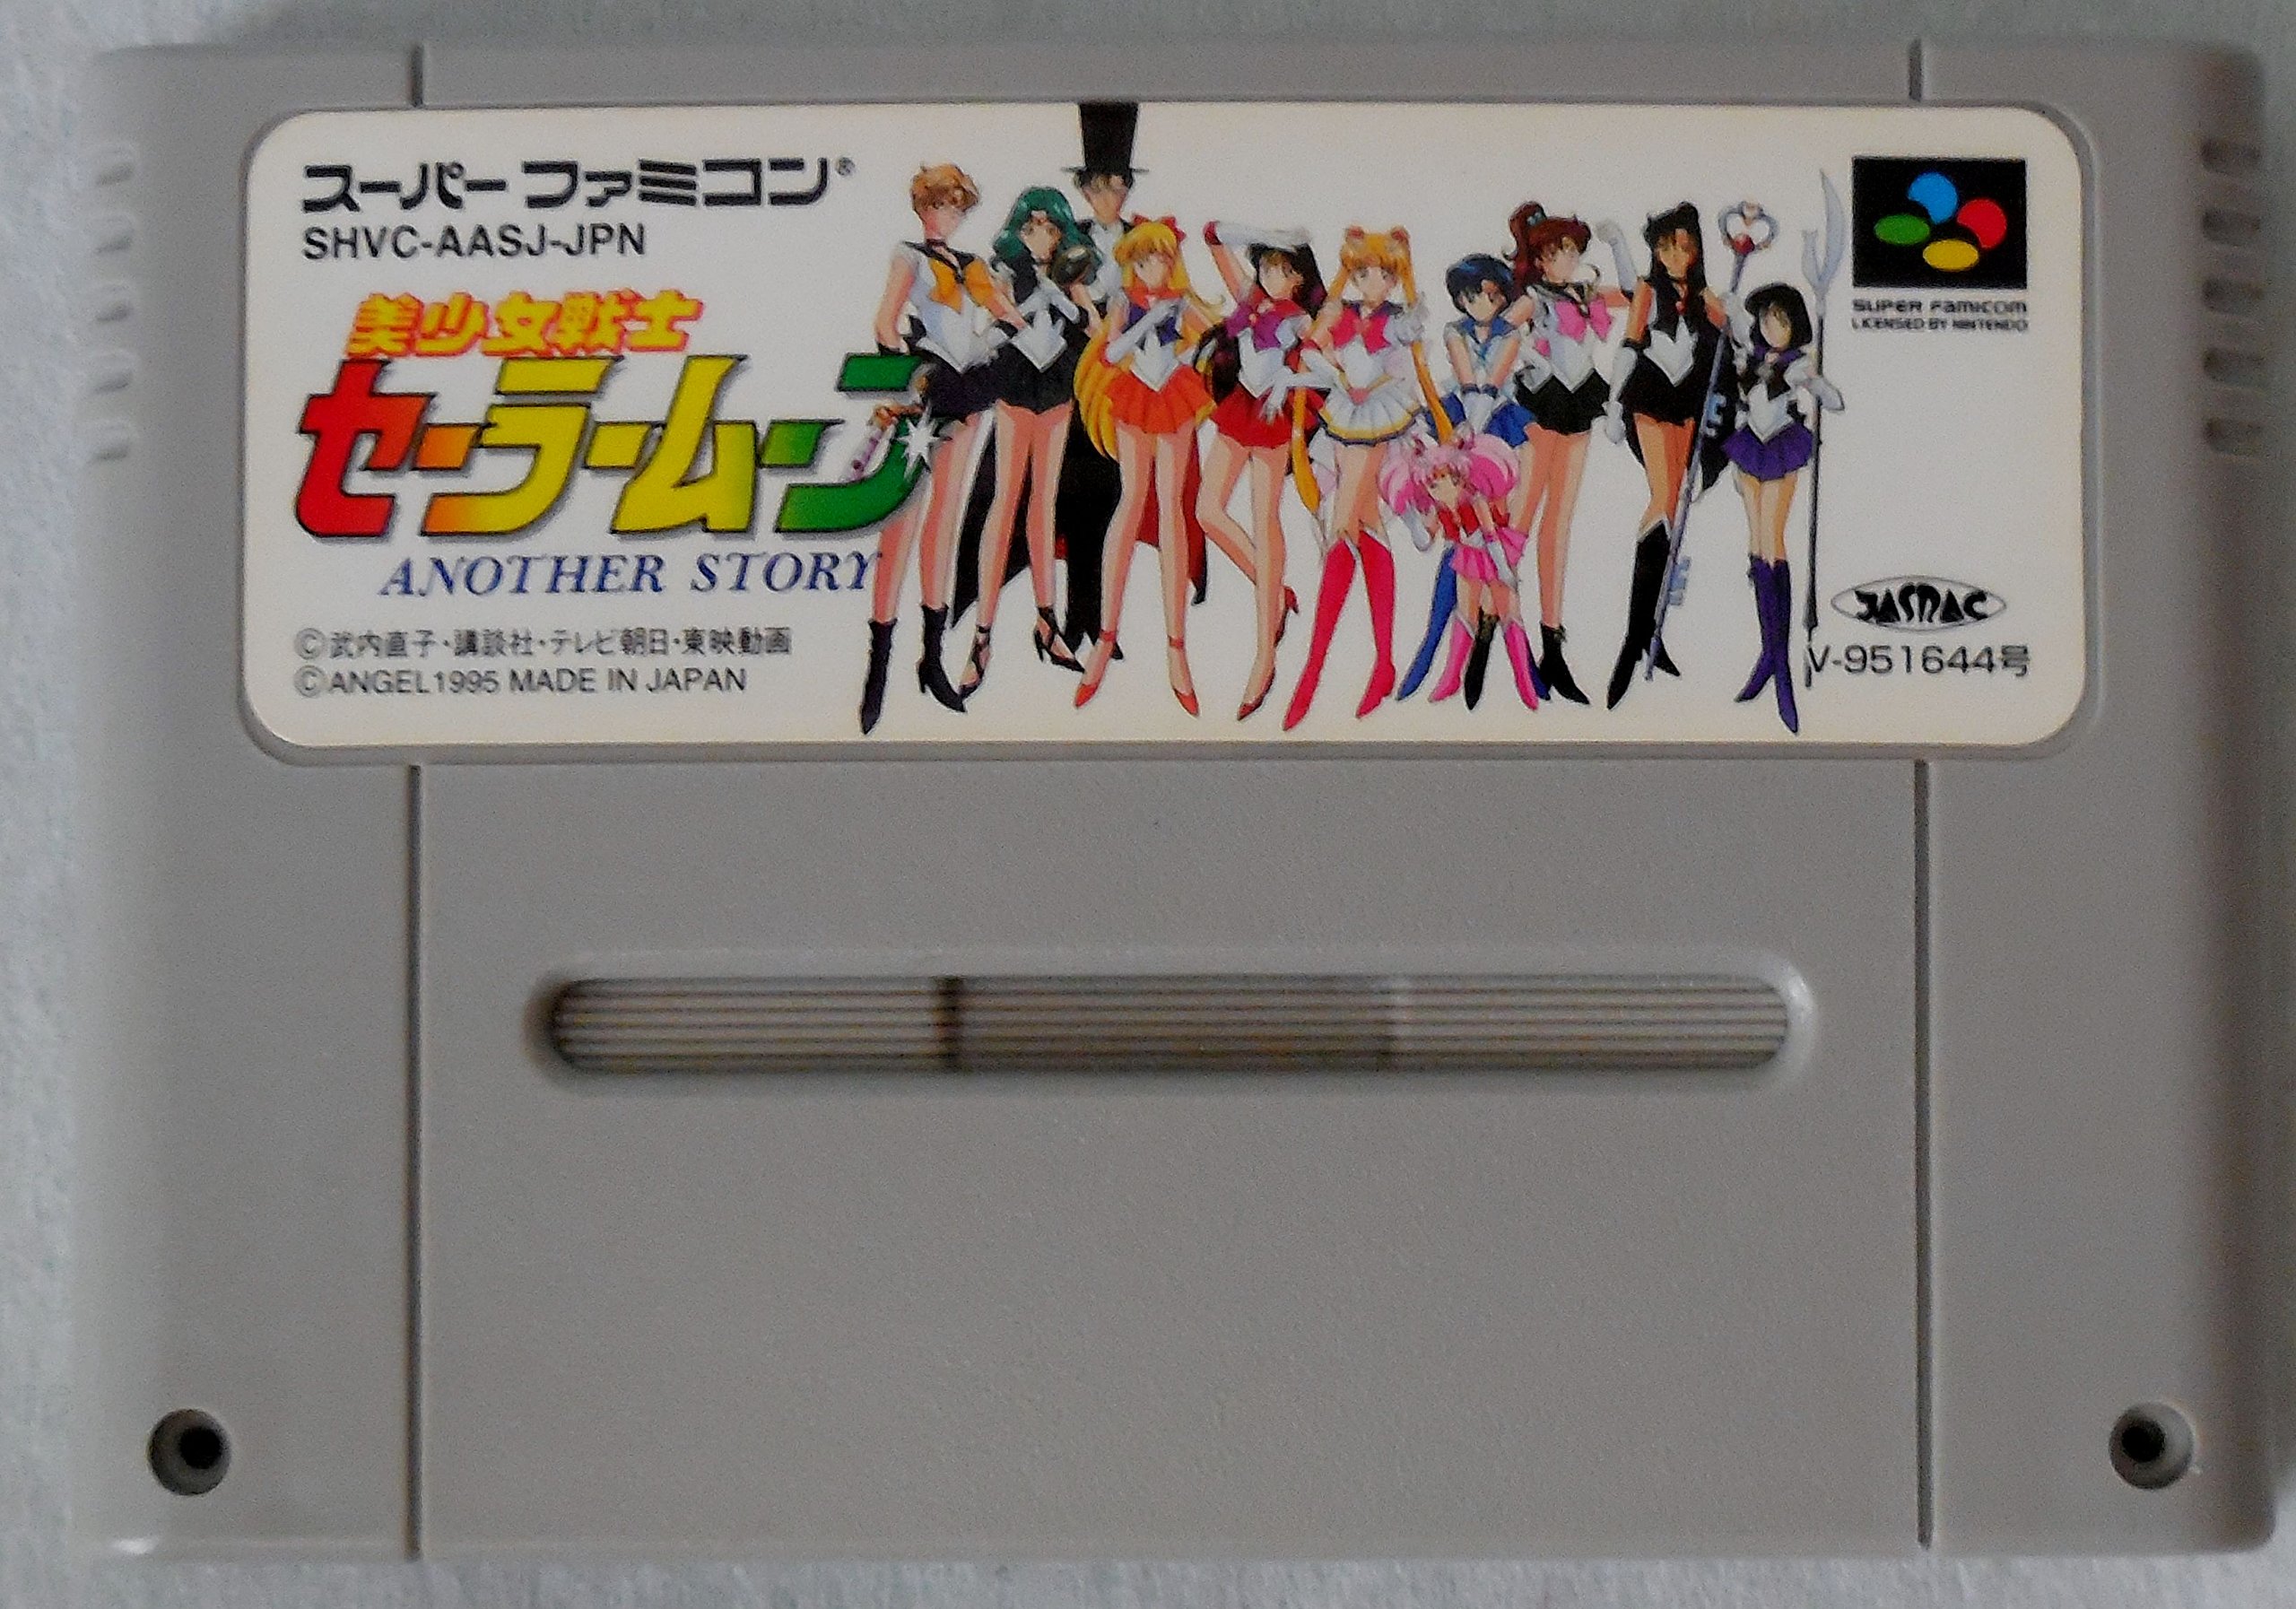 スーパーファミコン®
SHVC-AASJ-JPN
美少女戦士
セーラームーン
ANOTHER STORY
©武内直子・講談社・テレビ朝日・東映動画
©ANGEL1995 MADE IN JAPAN
SUPER FAMICOM
LICENSED BY NINTENDO
JASRAC
V-951644号